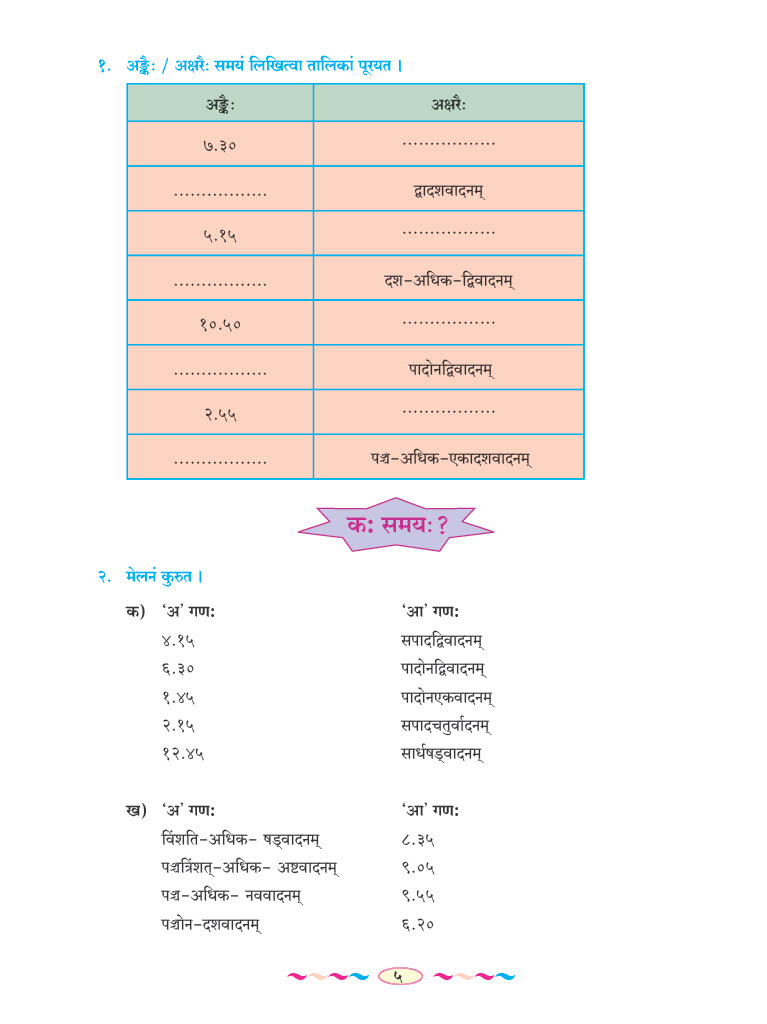 १. अङ्कैः / अक्षरैः समयं लिखित्वा तालिकां पूरयत ।
अङ्कैः अक्षरैः
७.३० .................
................. द्वादशवादनम्
५.१५ .................
................. दश-अधिक-द्विवादनम्
१०.५० .................
................. पादोनद्विवादनम्
२.५५ .................
................. पञ्च-अधिक-एकादशवादनम्
कः समयः?
२. मेलनं कुरुत ।
क) ‘अ’ गणः ‘आ’ गणः
४.१५ सपादद्विवादनम्
६.३० पादोनद्विवादनम्
१.४५ पादोनएकवादनम्
२.१५ सपादचतुर्वादनम्
१२.४५ सार्धषड्वादनम्
ख) ‘अ’ गणः ‘आ’ गणः
विंशति-अधिक- षड्वादनम् ८.३५
पञ्चत्रिंशत्-अधिक- अष्टवादनम् ९.०५
पञ्च-अधिक- नववादनम् ९.५५
पञ्चोन-दशवादनम् ६.२०
५